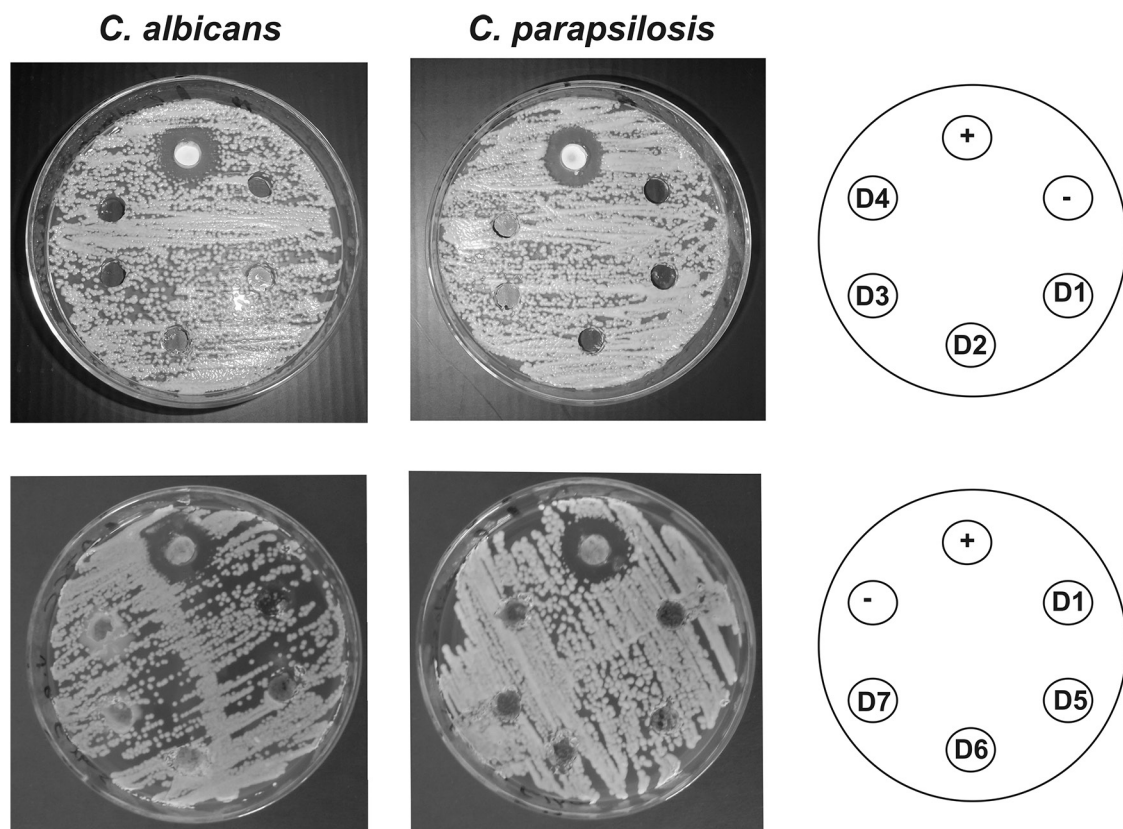 C. albicans
C. parapsilosis
+
D4
-
D3
D1
D2
+
-
D1
D7
D5
D6